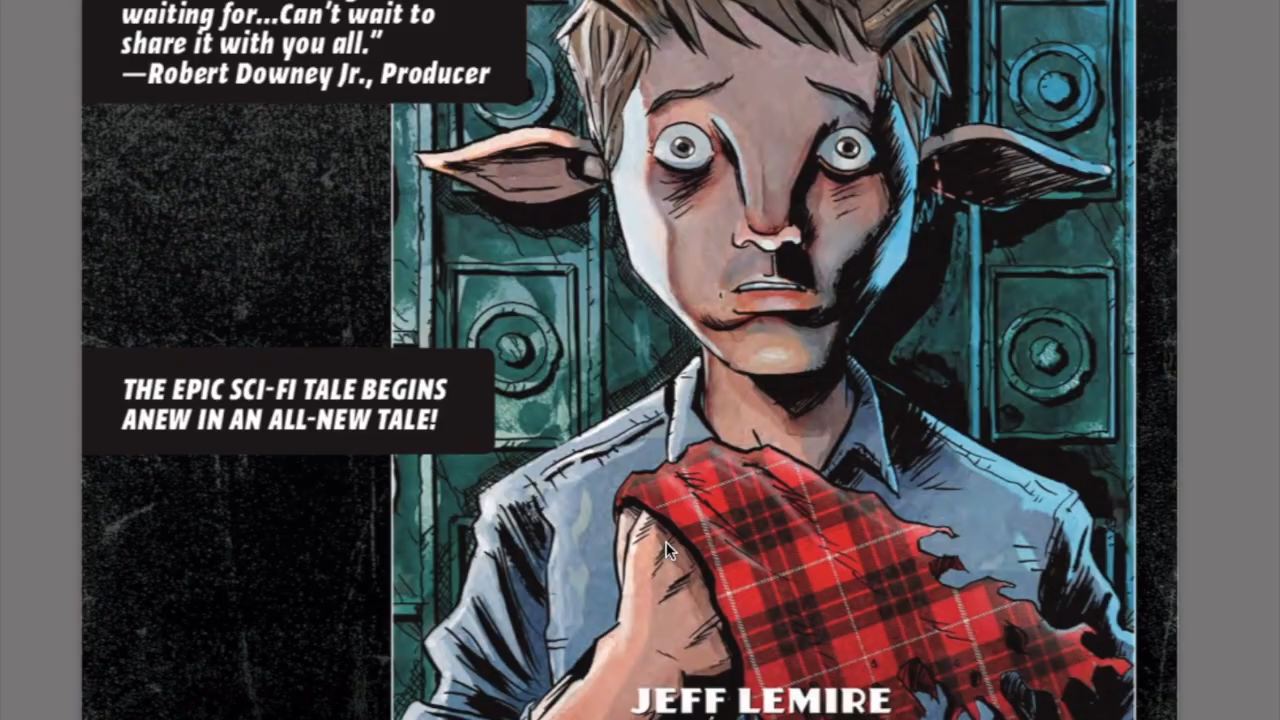 waiting for...Can't wait to
share it with you all."
—Robert Downey Jr., Producer
THE EPIC SCI-FI TALE BEGINS
ANEW IN AN ALL-NEW TALE!
JEFF LEMIRE